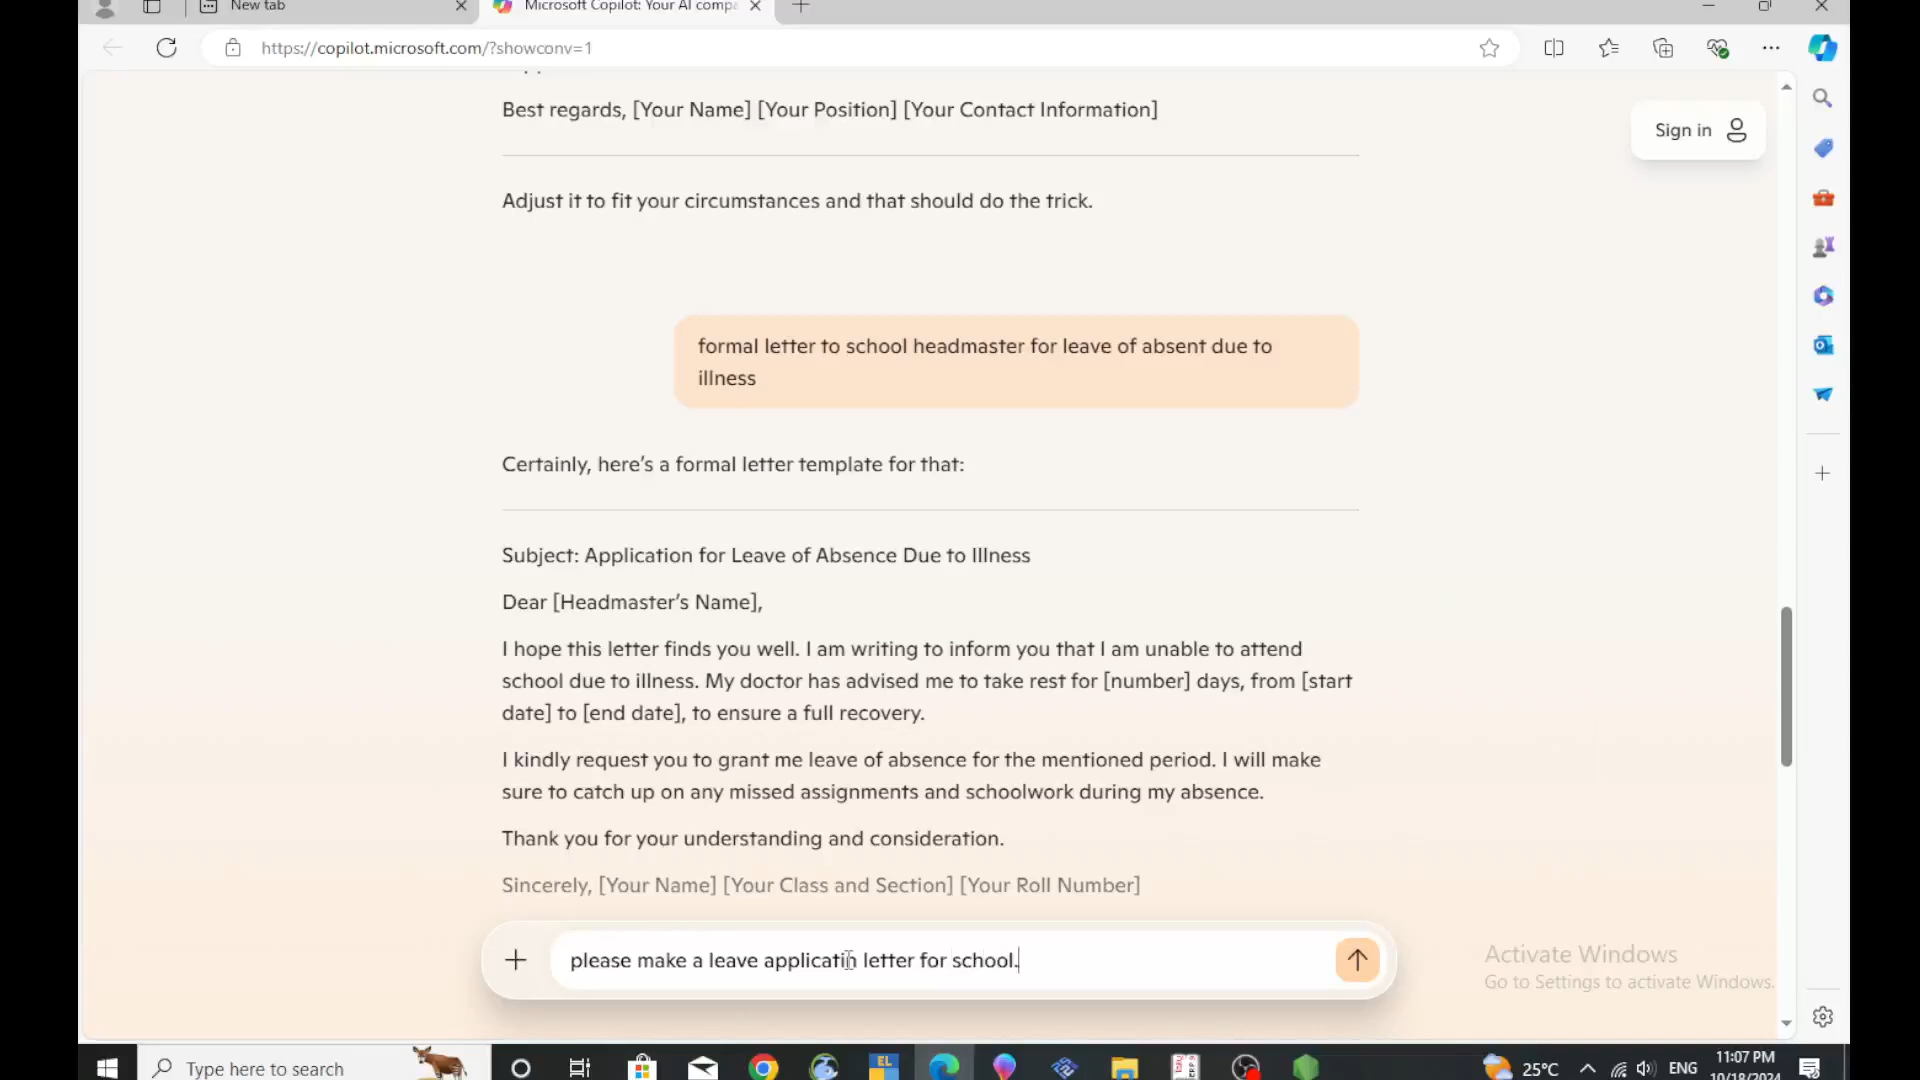 New tab
Microsoft Copilot: Your AI compa
https://copilot.microsoft.com/?showconv=1
Best regards, [Your Name] [Your Position] [Your Contact Information]
Sign in
Adjust it to fit your circumstances and that should do the trick.
formal letter to school headmaster for leave of absent due to
illness
Certainly, here’s a formal letter template for that:
Subject: Application for Leave of Absence Due to Illness
Dear [Headmaster’s Name],
I hope this letter finds you well. I am writing to inform you that I am unable to attend
school due to illness. My doctor has advised me to take rest for [number] days, from [start
date] to [end date], to ensure a full recovery.
I kindly request you to grant me leave of absence for the mentioned period. I will make
sure to catch up on any missed assignments and schoolwork during my absence.
Thank you for your understanding and consideration.
Sincerely, [Your Name] [Your Class and Section] [Your Roll Number]
please make a leave applicatin letter for school.
Activate Windows
Go to Settings to activate Windows.
Type here to search
EL
25°C
ENG
11:07 PM
10/18/2024